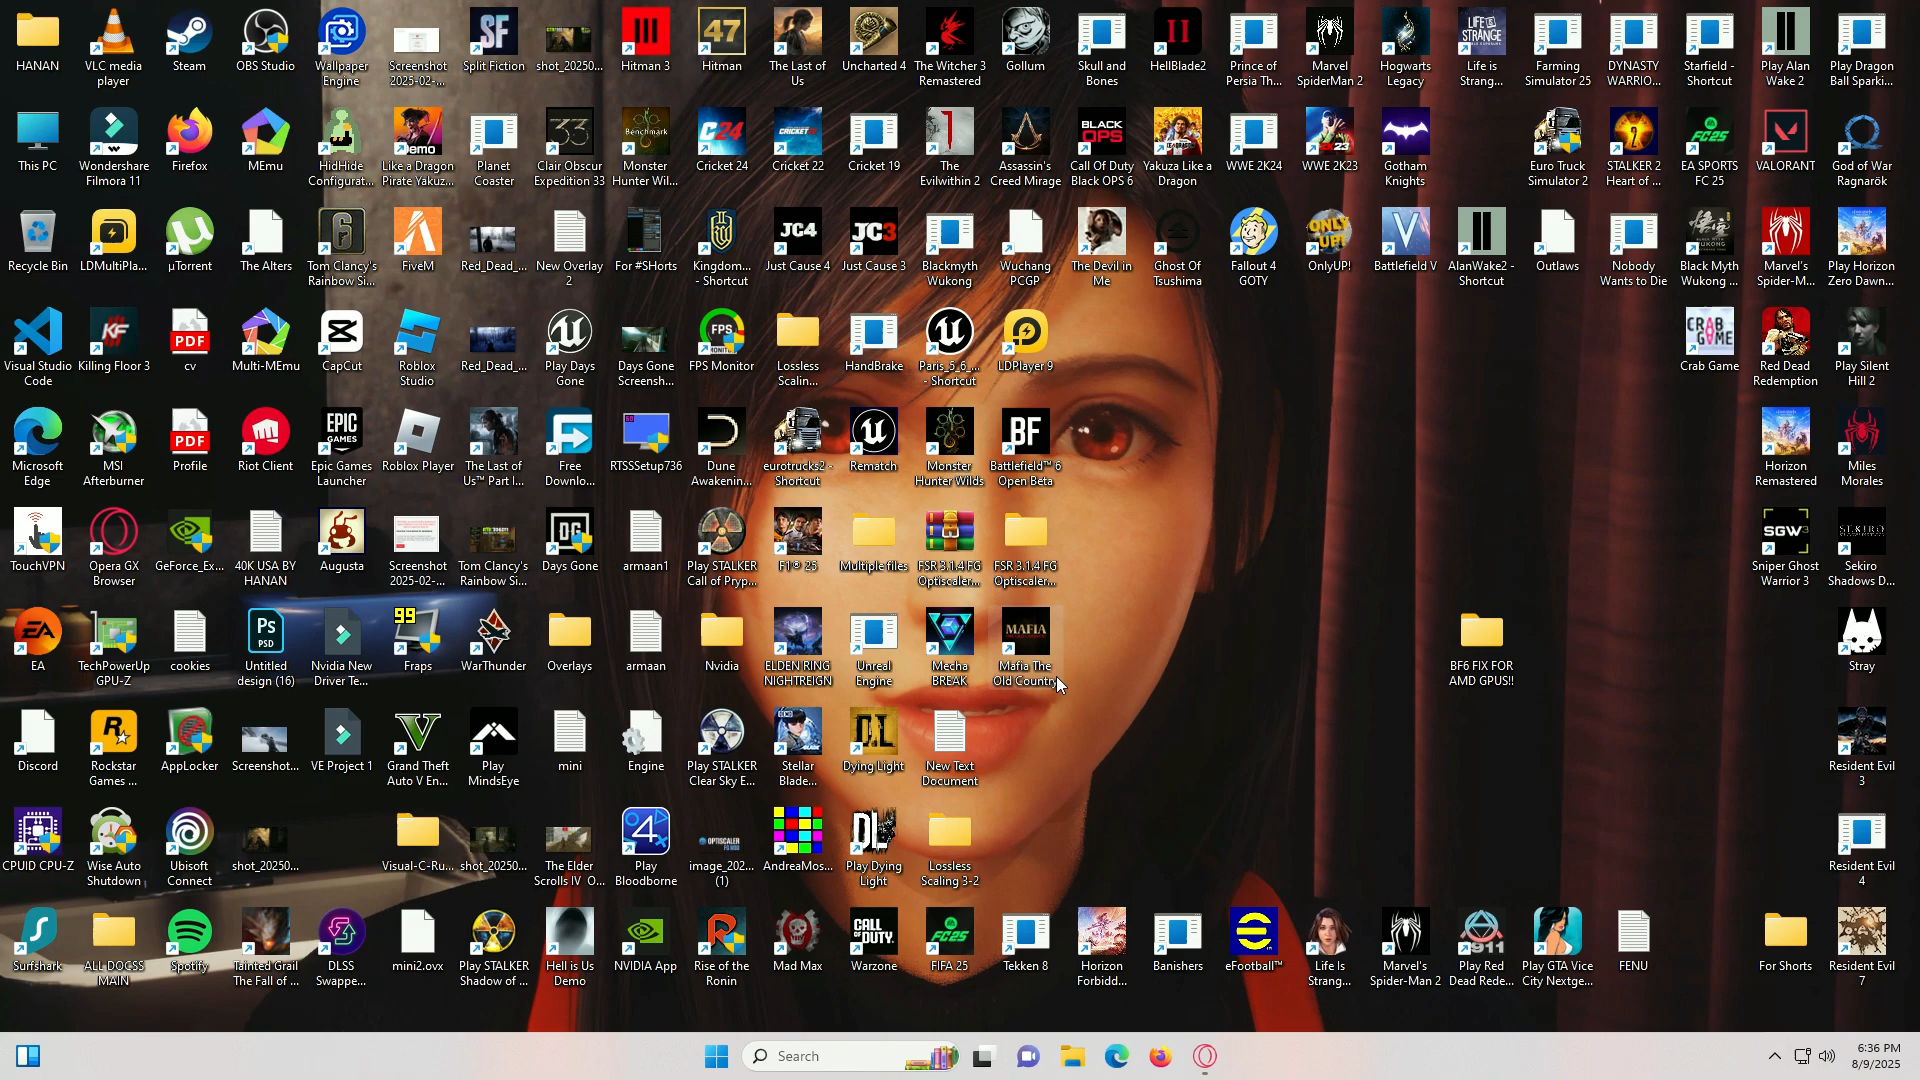 HANAN
VLC media player
Steam
OBS Studio
Wallpaper Engine
Screenshot 2025-02-...
Split Fiction
shot_20250...
Hitman 3
Hitman
The Last of Us
Uncharted 4
The Witcher 3 Remastered
Gollum
Skull and Bones
HellBlade2
Prince of Persia Th...
Marvel SpiderMan 2
Hogwarts Legacy
Life is Strang...
Farming Simulator 25
DYNASTY WARRIO...
Starfield - Shortcut
Play Alan Wake 2
Play Dragon Ball Sparki...
This PC
Wondershare Filmora 11
Firefox
MEmu
HidHide Configurat...
Like a Dragon Pirate Yakuz...
Planet Coaster
Clair Obscur Expedition 33
Monster Hunter Wil...
Cricket 24
Cricket 22
Cricket 19
The Evilwithin 2
Assassin's Creed Mirage
Call Of Duty Black OPS 6
Yakuza Like a Dragon
WWE 2K24
WWE 2K23
Gotham Knights
Euro Truck Simulator 2
STALKER 2 Heart of ...
EA SPORTS FC 25
VALORANT
God of War Ragnarök
Recycle Bin
LDMultiPla...
µTorrent
The Alters
Tom Clancy's Rainbow Si...
FiveM
Red_Dead_...
New Overlay 2
For #SHorts
Kingdom... - Shortcut
Just Cause 4
Just Cause 3
Blackmyth Wukong
Wuchang PCGP
The Devil in Me
Ghost Of Tsushima
Fallout 4 GOTY
OnlyUP!
Battlefield V
AlanWake2 - Shortcut
Outlaws
Nobody Wants to Die
Black Myth Wukong ...
Marvel's Spider-M...
Play Horizon Zero Dawn...
Visual Studio Code
Killing Floor 3
cv
Multi-MEmu
CapCut
Roblox Studio
Red_Dead_...
Play Days Gone
Days Gone Screensh...
FPS Monitor
Lossless Scalin...
HandBrake
Paris_5_6_... - Shortcut
LDPlayer 9
Crab Game
Red Dead Redemption
Play Silent Hill 2
Microsoft Edge
MSI Afterburner
Profile
Riot Client
Epic Games Launcher
Roblox Player
The Last of Us™ Part I...
Free Downlo...
RTSSSetup736
Dune Awakenin...
eurotrucks2 - Shortcut
Rematch
Monster Hunter Wilds
Battlefield™ 6 Open Beta
Horizon Remastered
Miles Morales
TouchVPN
Opera GX Browser
GeForce_Ex...
40K USA BY HANAN
Augusta
Screenshot 2025-02-...
Tom Clancy's Rainbow Si...
Days Gone
armaan1
Play STALKER Call of Pryp...
F1® 25
Multiple files
FSR 3.1.4 FG Optiscaler...
FSR 3.1.4 FG Optiscaler...
Sniper Ghost Warrior 3
Sekiro Shadows D...
EA
TechPowerUp GPU-Z
cookies
Untitled design (16)
Nvidia New Driver Te...
Fraps
WarThunder
Overlays
armaan
Nvidia
ELDEN RING NIGHTREIGN
Unreal Engine
Mecha BREAK
Mafia The Old Country
BF6 FIX FOR AMD GPUS!!
Stray
Discord
Rockstar Games ...
AppLocker
Screenshot...
VE Project 1
Grand Theft Auto V En...
Play MindsEye
mini
Engine
Play STALKER Clear Sky E...
Stellar Blade...
Dying Light
New Text Document
Resident Evil 3
CPUID CPU-Z
Wise Auto Shutdown
Ubisoft Connect
shot_20250...
Visual-C-Ru...
shot_20250...
The Elder Scrolls IV O...
Play Bloodborne
image_202... (1)
AndreaMos...
Play Dying Light
Lossless Scaling 3-2
Resident Evil 4
Surfshark
ALL DOCSS MAIN
Spotify
Tainted Grail The Fall of ...
DLSS Swappe...
mini2.ovx
Play STALKER Shadow of ...
Hell is Us Demo
NVIDIA App
Rise of the Ronin
Mad Max
Warzone
FIFA 25
Tekken 8
Horizon Forbidd...
Banishers
eFootball™
Life Is Strang...
Marvel's Spider-Man 2
Play Red Dead Rede...
Play GTA Vice City Nextge...
FENU
For Shorts
Resident Evil 7
Search
6:36 PM
8/9/2025